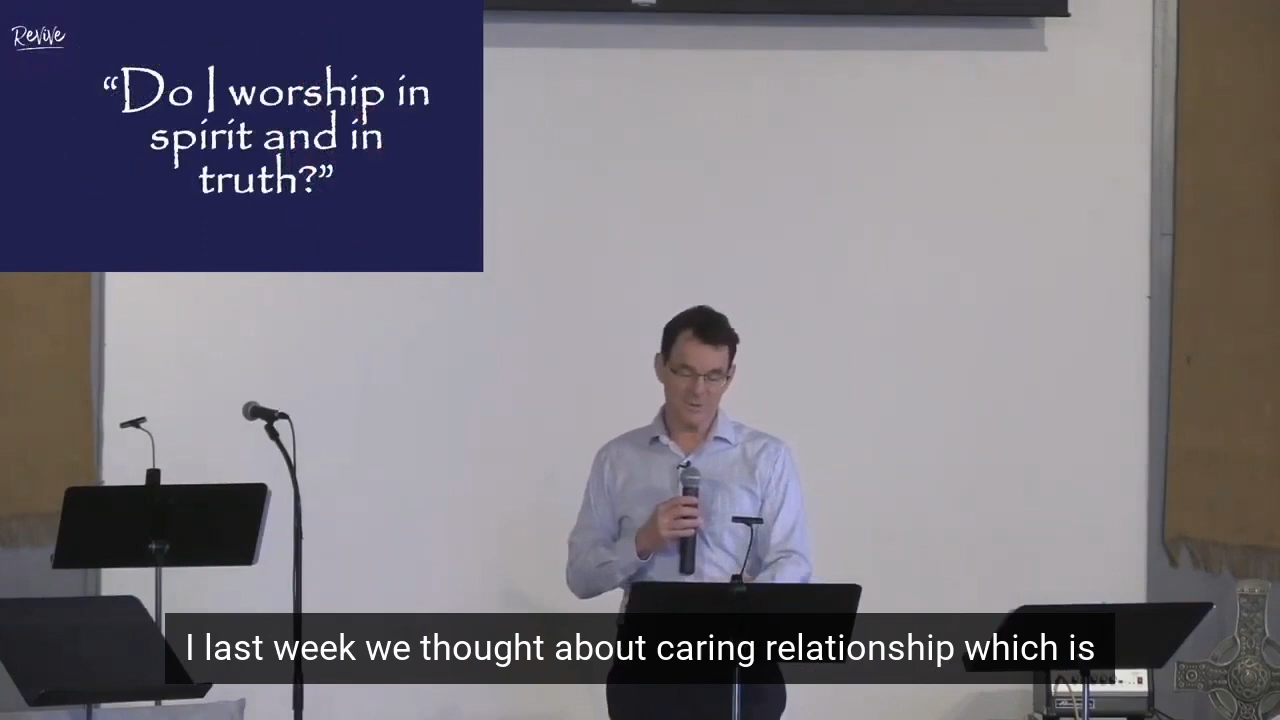 Revive
“Do I worship in
spirit and in
truth?”
I last week we thought about caring relationship which is